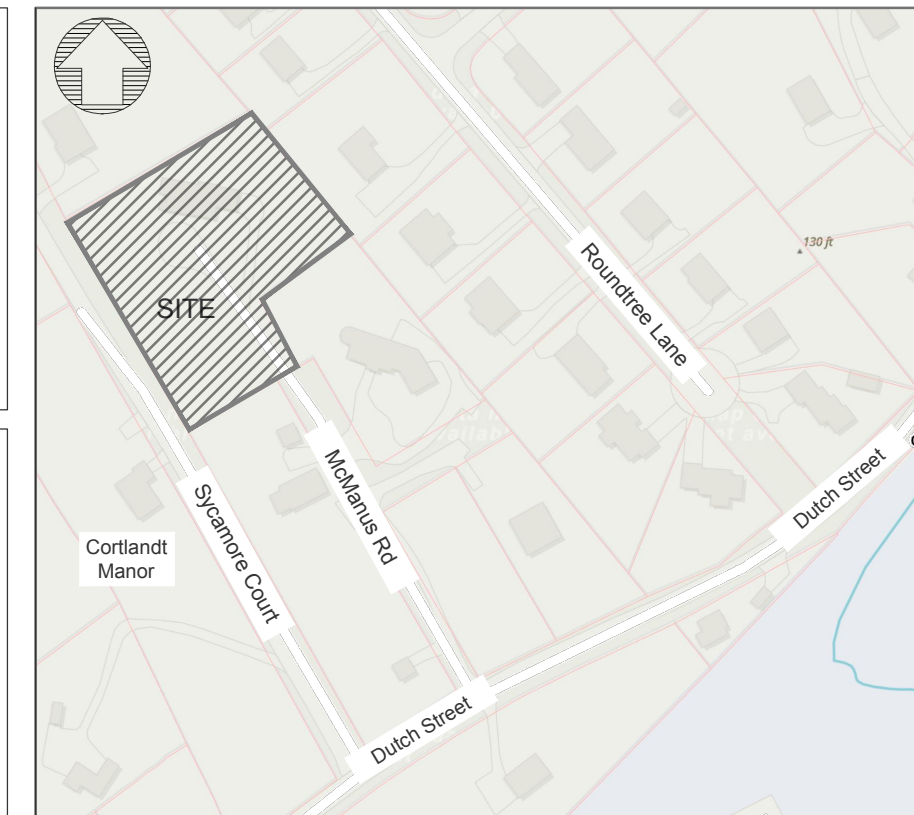 130 ft
Roundtree Lane
SITE
McManus Rd
Dutch Street
Sycamore Court
Cortlandt
Manor
Dutch Street